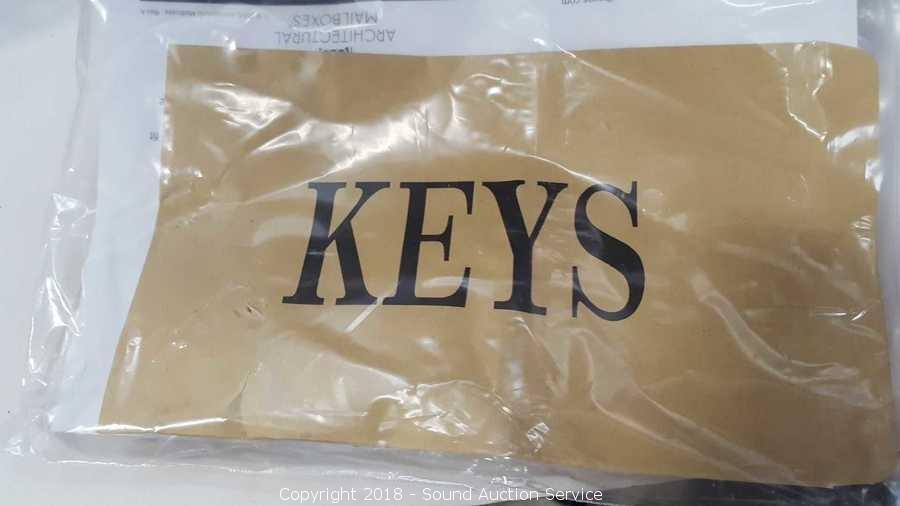 MAILBOXES
ARCHITECTURAL
KEYS
Copyright 2018 - Sound Auction Service